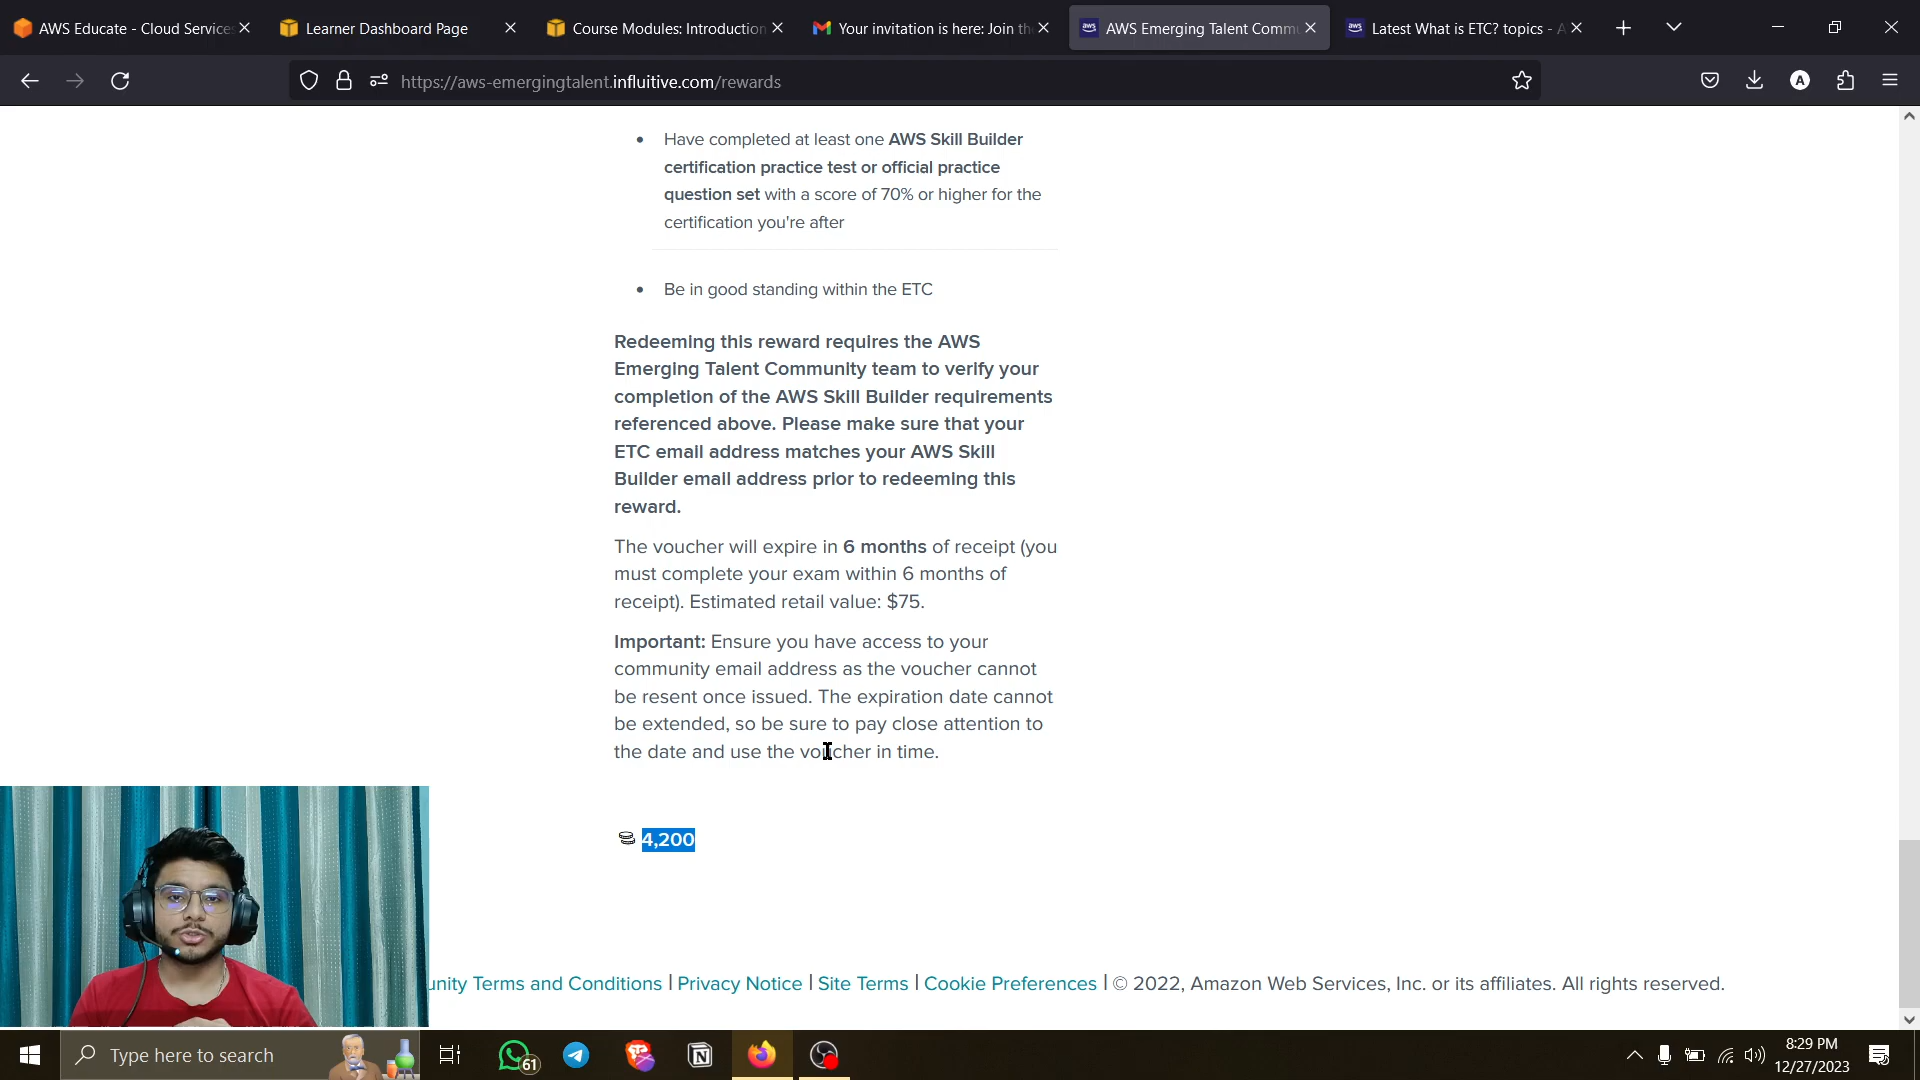 AWS Educate - Cloud Services
Learner Dashboard Page
Course Modules: Introduction
Your invitation is here: Join th
AWS Emerging Talent Commu
Latest What is ETC? topics - A
https://aws-emergingtalent.influitive.com/rewards
A
• Have completed at least one AWS Skill Builder
certification practice test or official practice
question set with a score of 70% or higher for the
certification you're after
• Be in good standing within the ETC
Redeeming this reward requires the AWS
Emerging Talent Community team to verify your
completion of the AWS Skill Builder requirements
referenced above. Please make sure that your
ETC email address matches your AWS Skill
Builder email address prior to redeeming this
reward.
The voucher will expire in 6 months of receipt (you
must complete your exam within 6 months of
receipt). Estimated retail value: $75.
Important: Ensure you have access to your
community email address as the voucher cannot
be resent once issued. The expiration date cannot
be extended, so be sure to pay close attention to
the date and use the voucher in time.
4,200
unity Terms and Conditions | Privacy Notice | Site Terms | Cookie Preferences | © 2022, Amazon Web Services, Inc. or its affiliates. All rights reserved.
Type here to search
61
8:29 PM
12/27/2023